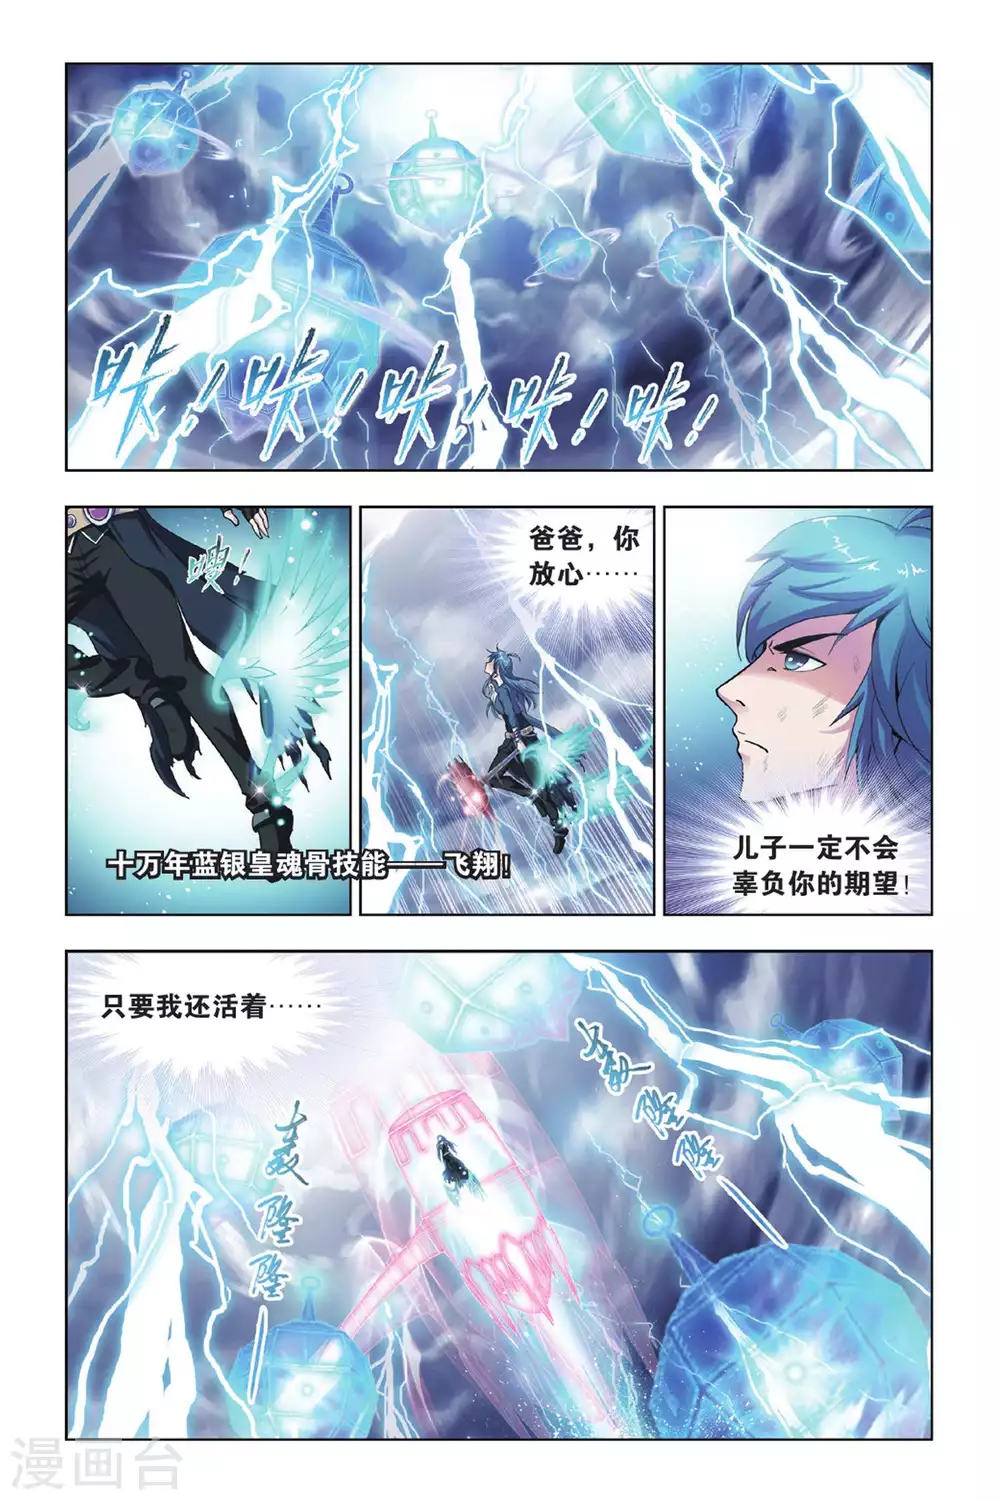 咔！咔！咔！咔！咔！
嗖！
十万年蓝银皇魂骨技能——飞翔！
爸爸，你
放心……
儿子一定不会
辜负你的期望！
只要我还活着……
轰隆隆——
轰隆隆——
漫画台